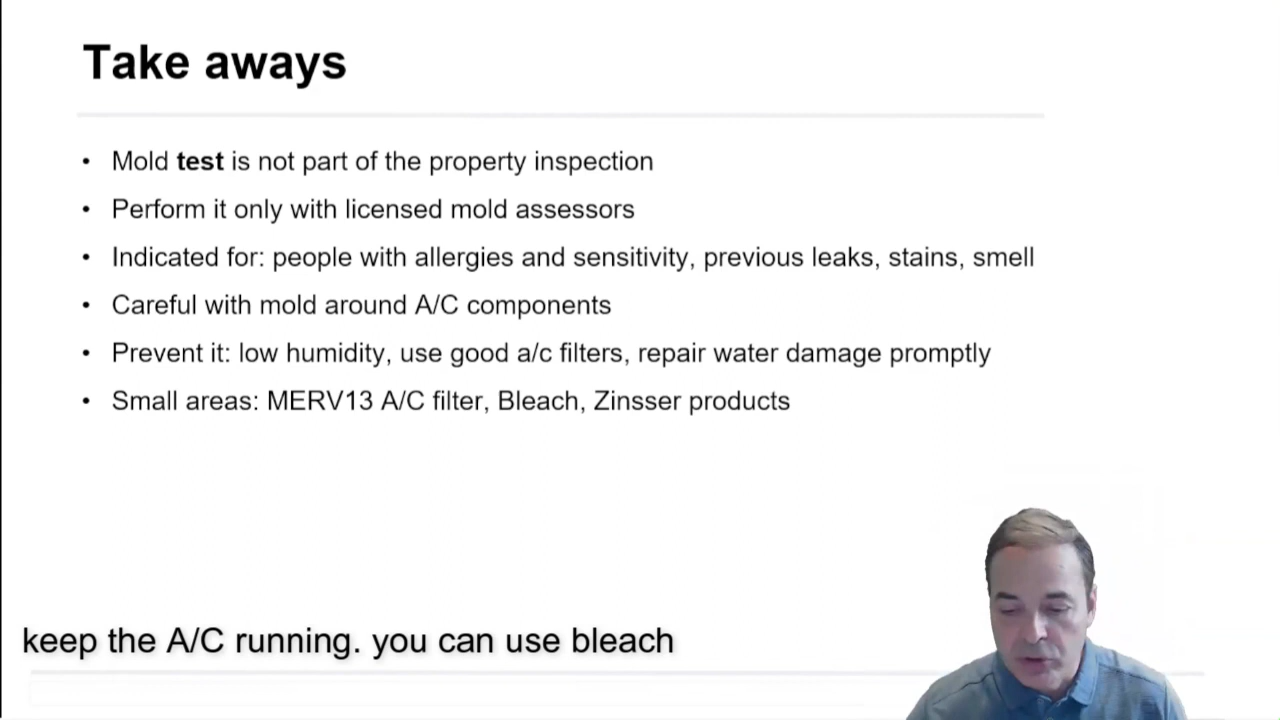 Take aways
• Mold test is not part of the property inspection
• Perform it only with licensed mold assessors
• Indicated for: people with allergies and sensitivity, previous leaks, stains, smell
• Careful with mold around A/C components
• Prevent it: low humidity, use good a/c filters, repair water damage promptly
• Small areas: MERV13 A/C filter, Bleach, Zinsser products
keep the A/C running. you can use bleach